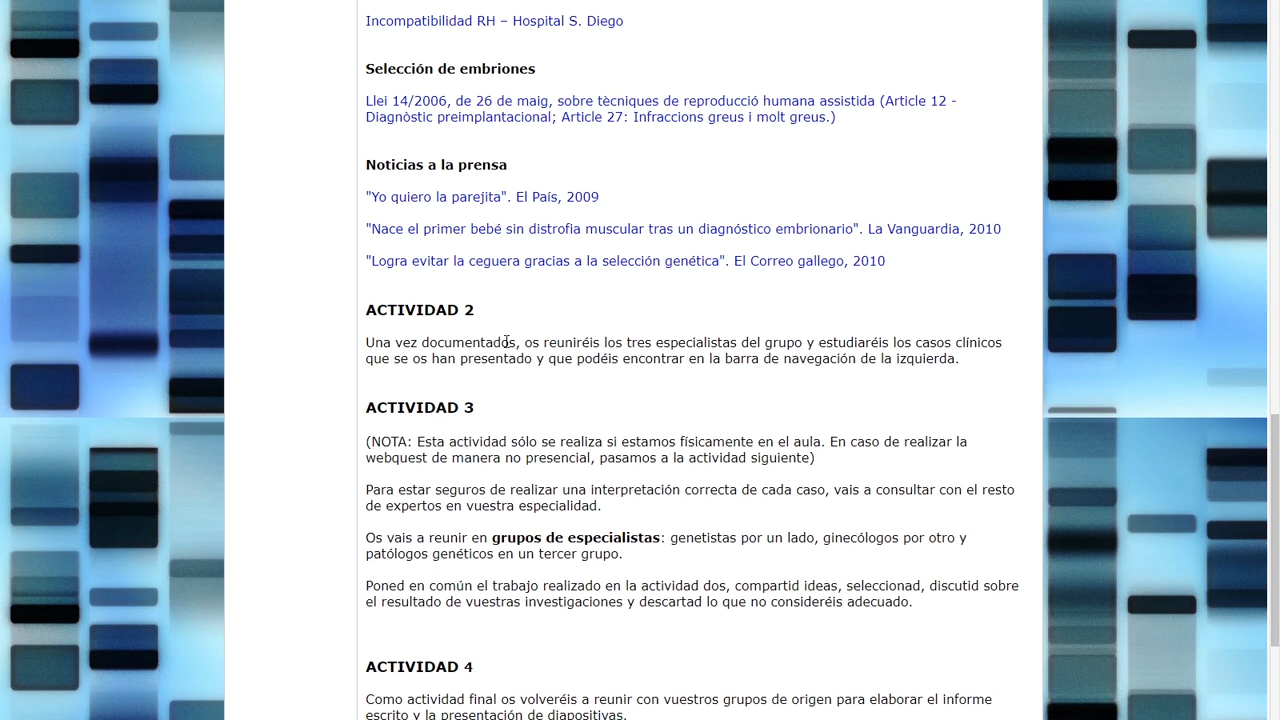 Incompatibilidad RH – Hospital S. Diego
Selección de embriones
Llei 14/2006, de 26 de maig, sobre tècniques de reproducció humana assistida (Article 12 -
Diagnòstic preimplantacional; Article 27: Infraccions greus i molt greus.)
Noticias a la prensa
"Yo quiero la parejita". El País, 2009
"Nace el primer bebé sin distrofia muscular tras un diagnóstico embrionario". La Vanguardia, 2010
"Logra evitar la ceguera gracias a la selección genética". El Correo gallego, 2010
ACTIVIDAD 2
Una vez documentados, os reuniréis los tres especialistas del grupo y estudiaréis los casos clínicos
que se os han presentado y que podéis encontrar en la barra de navegación de la izquierda.
ACTIVIDAD 3
(NOTA: Esta actividad sólo se realiza si estamos físicamente en el aula. En caso de realizar la
webquest de manera no presencial, pasamos a la actividad siguiente)
Para estar seguros de realizar una interpretación correcta de cada caso, vais a consultar con el resto
de expertos en vuestra especialidad.
Os vais a reunir en grupos de especialistas: genetistas por un lado, ginecólogos por otro y
patólogos genéticos en un tercer grupo.
Poned en común el trabajo realizado en la actividad dos, compartid ideas, seleccionad, discutid sobre
el resultado de vuestras investigaciones y descartad lo que no consideréis adecuado.
ACTIVIDAD 4
Como actividad final os volveréis a reunir con vuestros grupos de origen para elaborar el informe
escrito y la presentación de diapositivas.